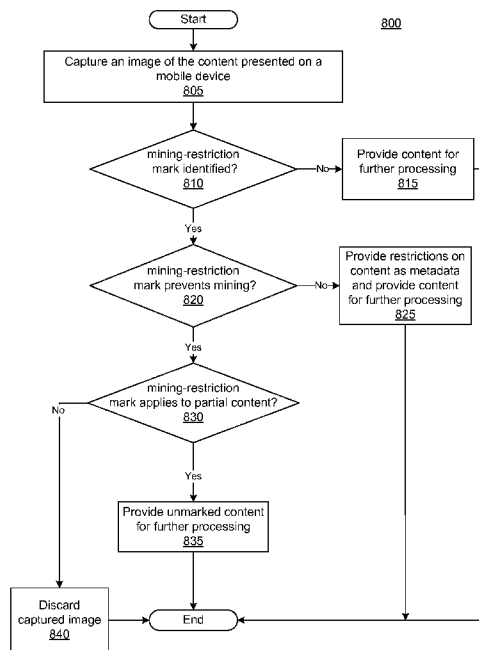 Start
800
Capture an image of the content presented on a
mobile device
805
mining-restriction
mark identified?
810
No
Provide content for
further processing
815
Yes
mining-restriction
mark prevents mining?
820
No
Provide restrictions on
content as metadata
and provide content
for further processing
825
Yes
mining-restriction
mark applies to partial content?
830
No
Yes
Provide unmarked content
for further processing
835
Discard
captured image
840
End